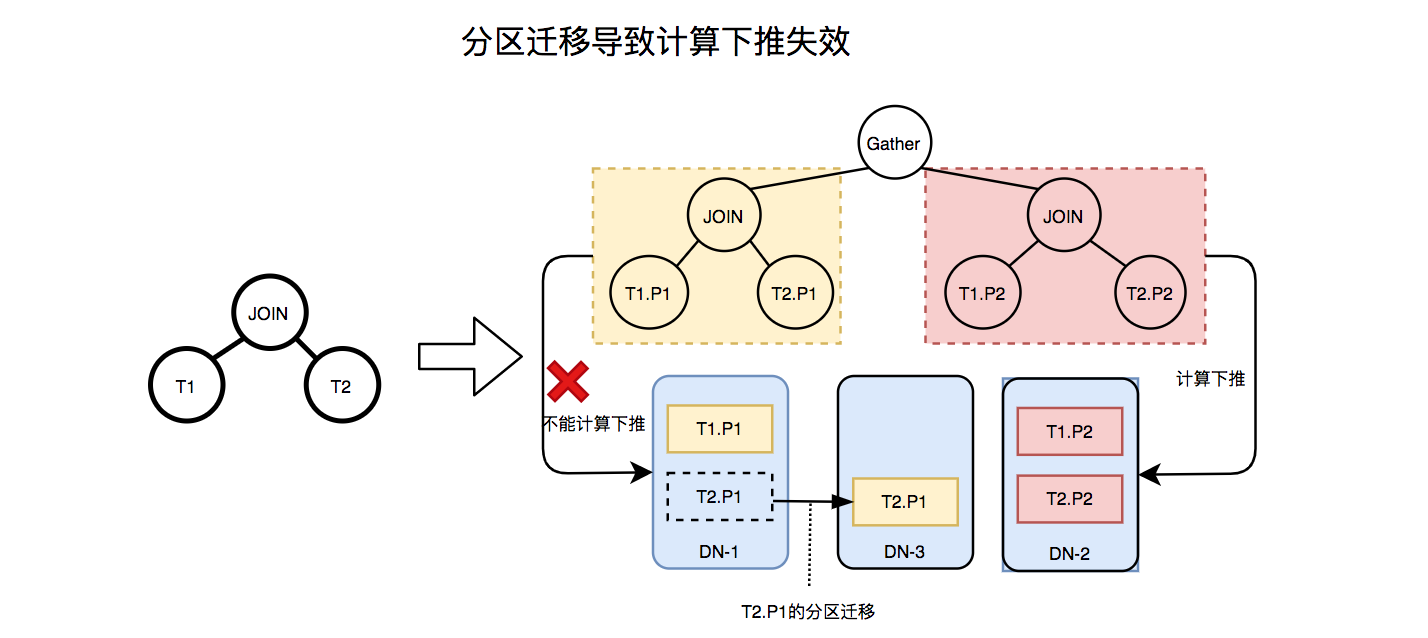 分区迁移导致计算下推失效
Gather
JOIN
JOIN
T1.P1
T2.P1
T1.P2
T2.P2
JOIN
T1
T2
不能计算下推
计算下推
T1.P1
T2.P1
DN-1
T2.P1
DN-3
T1.P2
T2.P2
DN-2
T2.P1的分区迁移